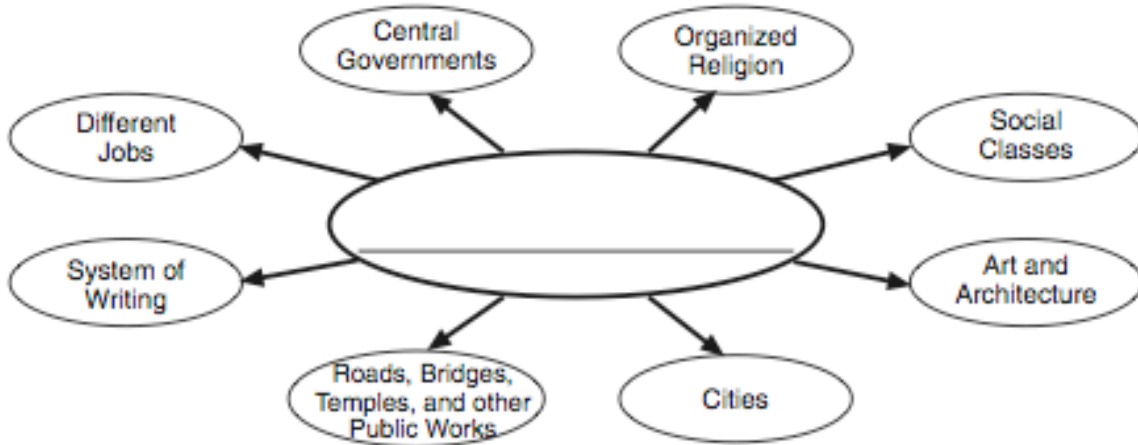 Central
Governments
Organized
Religion
Different
Jobs
Social
Classes
System of
Writing
Art and
Architecture
Roads, Bridges,
Temples, and other
Public Works
Cities